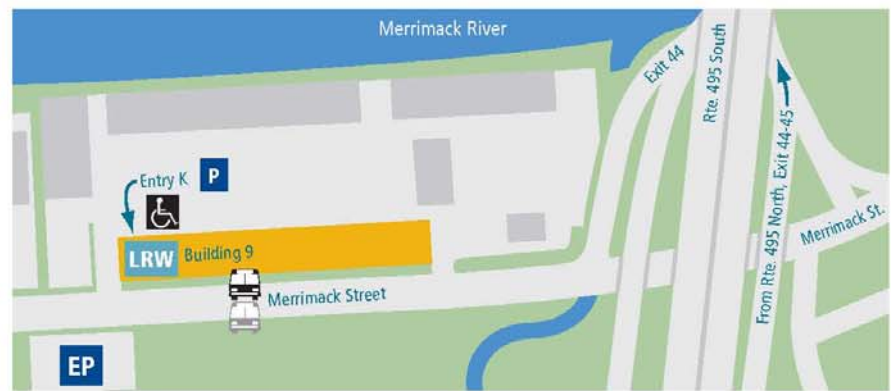 Merrimack River
Exit 44
Rte. 495 South
From Rte. 495 North, Exit 44-45
Merrimack St.
Entry K
P
LRW
Building 9
Merrimack Street
EP